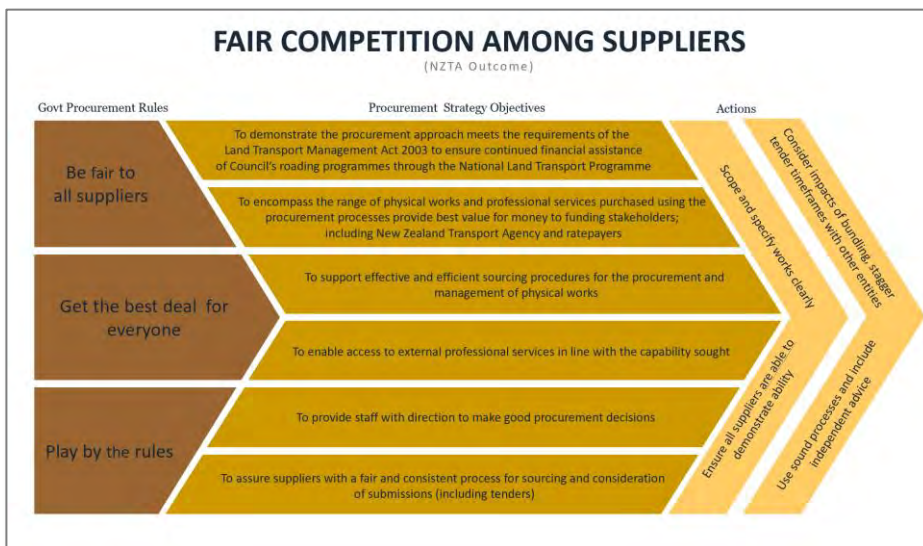 FAIR COMPETITION AMONG SUPPLIERS
(NZTA Outcome)
Govt Procurement Rules
Procurement Strategy Objectives
Actions
Be fair to
all suppliers
To demonstrate the procurement approach meets the requirements of the
Land Transport Management Act 2003 to ensure continued financial assistance
of Council's roading programmes through the National Land Transport Programme
To encompass the range of physical works and professional services purchased using the
procurement processes provide best value for money to funding stakeholders;
including New Zealand Transport Agency and ratepayers
Get the best deal for
everyone
To support effective and efficient sourcing procedures for the procurement and
management of physical works
To enable access to external professional services in line with the capability sought
Play by the rules
To provide staff with direction to make good procurement decisions
To assure suppliers with a fair and consistent process for sourcing and consideration
of submissions (including tenders)
Scope and specify works clearly
Ensure all suppliers are able to
demonstrate ability
Consider impacts of bundling, stagger
tender timeframes with other entities
Use sound processes and include
independent advice